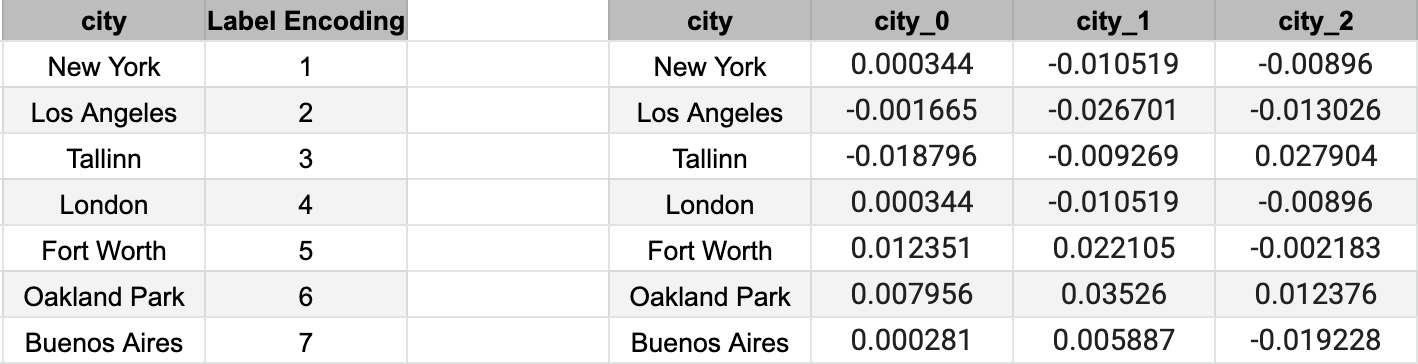 city Label Encoding city city_0 city_1 city_2
New York 1 New York 0.000344 -0.010519 -0.00896
Los Angeles 2 Los Angeles -0.001665 -0.026701 -0.013026
Tallinn 3 Tallinn -0.018796 -0.009269 0.027904
London 4 London 0.000344 -0.010519 -0.00896
Fort Worth 5 Fort Worth 0.012351 0.022105 -0.002183
Oakland Park 6 Oakland Park 0.007956 0.03526 0.012376
Buenos Aires 7 Buenos Aires 0.000281 0.005887 -0.019228